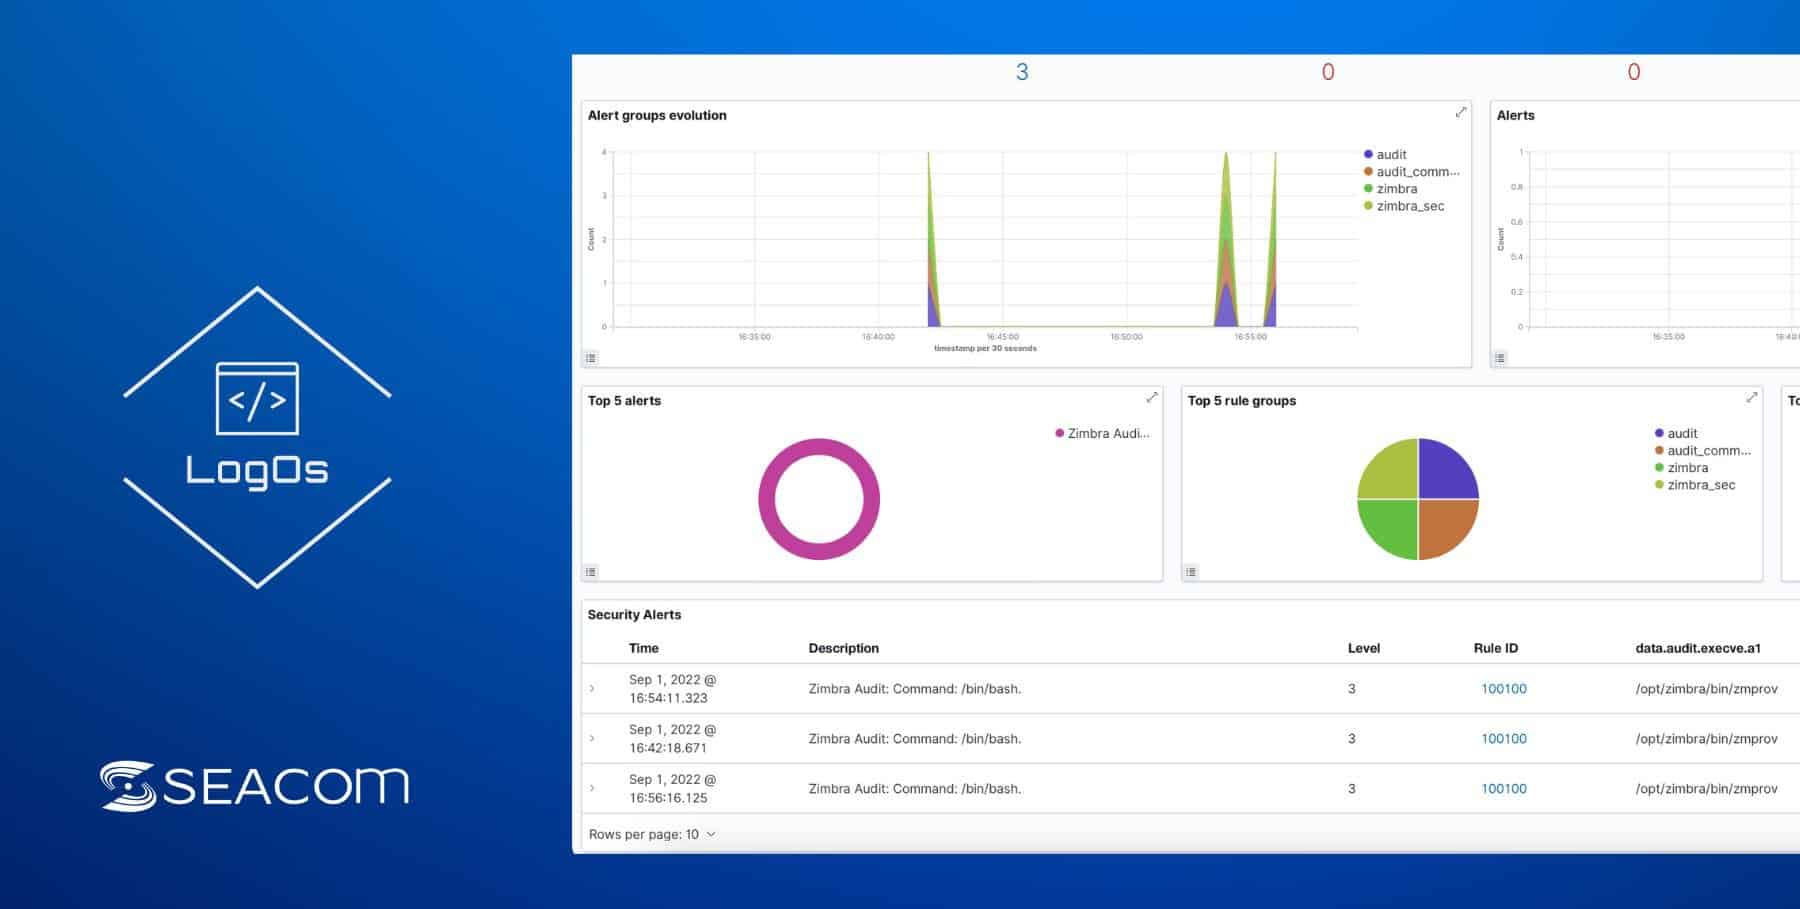 3 0 0
Alert groups evolution
4
3
2
1
0
Count
16:35:00 16:40:00 16:45:00 16:50:00 16:55:00
timestamp per 30 seconds
audit
audit_comm...
zimbra
zimbra_sec
Alerts
1
0.8
0.6
0.4
0.2
0
Count
16:35:00 16:40:0
</>
LogOs
SEACOM
Top 5 alerts
Zimbra Audi...
Top 5 rule groups
audit
audit_comm...
zimbra
zimbra_sec
To
Security Alerts
Time Description Level Rule ID data.audit.execve.a1
Sep 1, 2022 @
16:54:11.323 Zimbra Audit: Command: /bin/bash. 3 100100 /opt/zimbra/bin/zmprov
Sep 1, 2022 @
16:42:18.671 Zimbra Audit: Command: /bin/bash. 3 100100 /opt/zimbra/bin/zmprov
Sep 1, 2022 @
16:56:16.125 Zimbra Audit: Command: /bin/bash. 3 100100 /opt/zimbra/bin/zmprov
Rows per page: 10